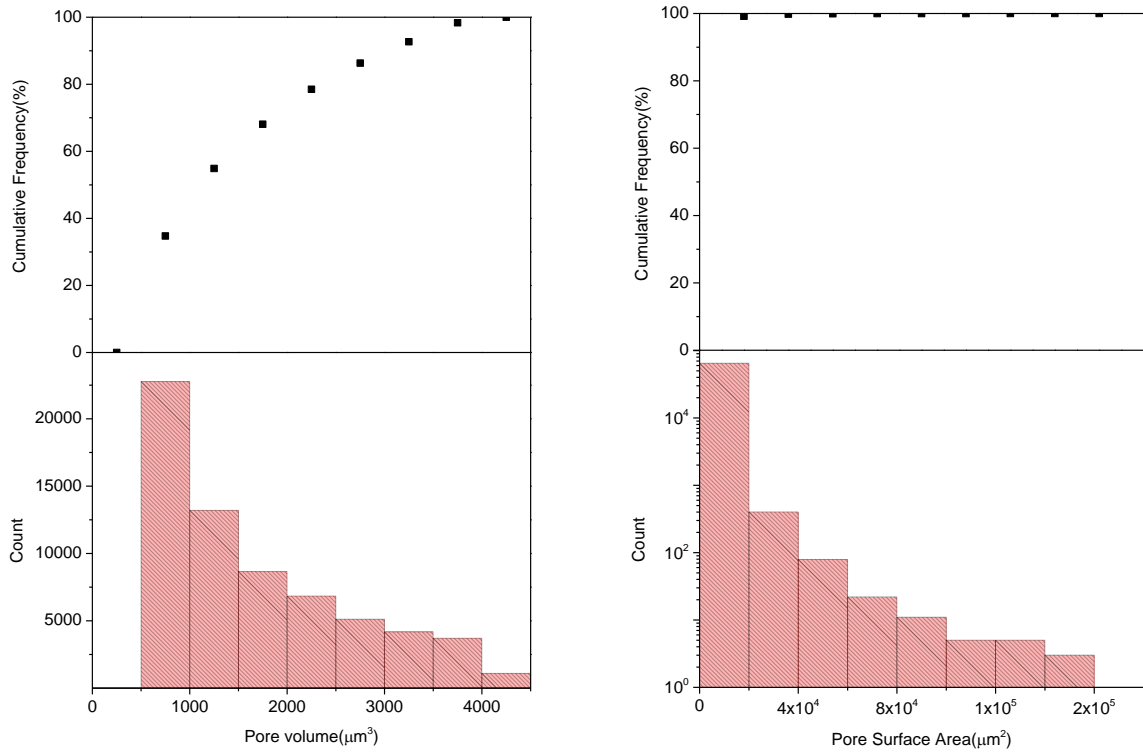 100
80
60
40
20
0
Cumulative Frequency(%)
20000
15000
10000
5000
Count
0 1000 2000 3000 4000
Pore volume(μm³)
100
80
60
40
20
0
Cumulative Frequency(%)
10⁴
10²
10⁰
Count
0 4x10⁴ 8x10⁴ 1x10⁵ 2x10⁵
Pore Surface Area(μm²)